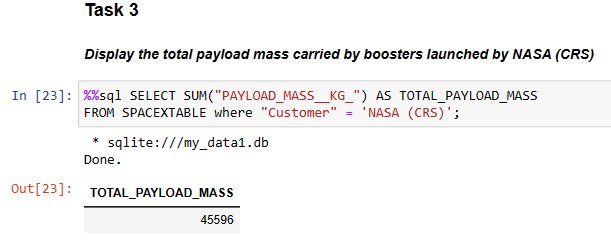 Task 3
Display the total payload mass carried by boosters launched by NASA (CRS)
In [23]: %%sql SELECT SUM("PAYLOAD_MASS__KG_") AS TOTAL_PAYLOAD_MASS
FROM SPACEXTABLE where "Customer" = 'NASA (CRS)';
* sqlite:///my_data1.db
Done.
Out[23]: TOTAL_PAYLOAD_MASS
45596